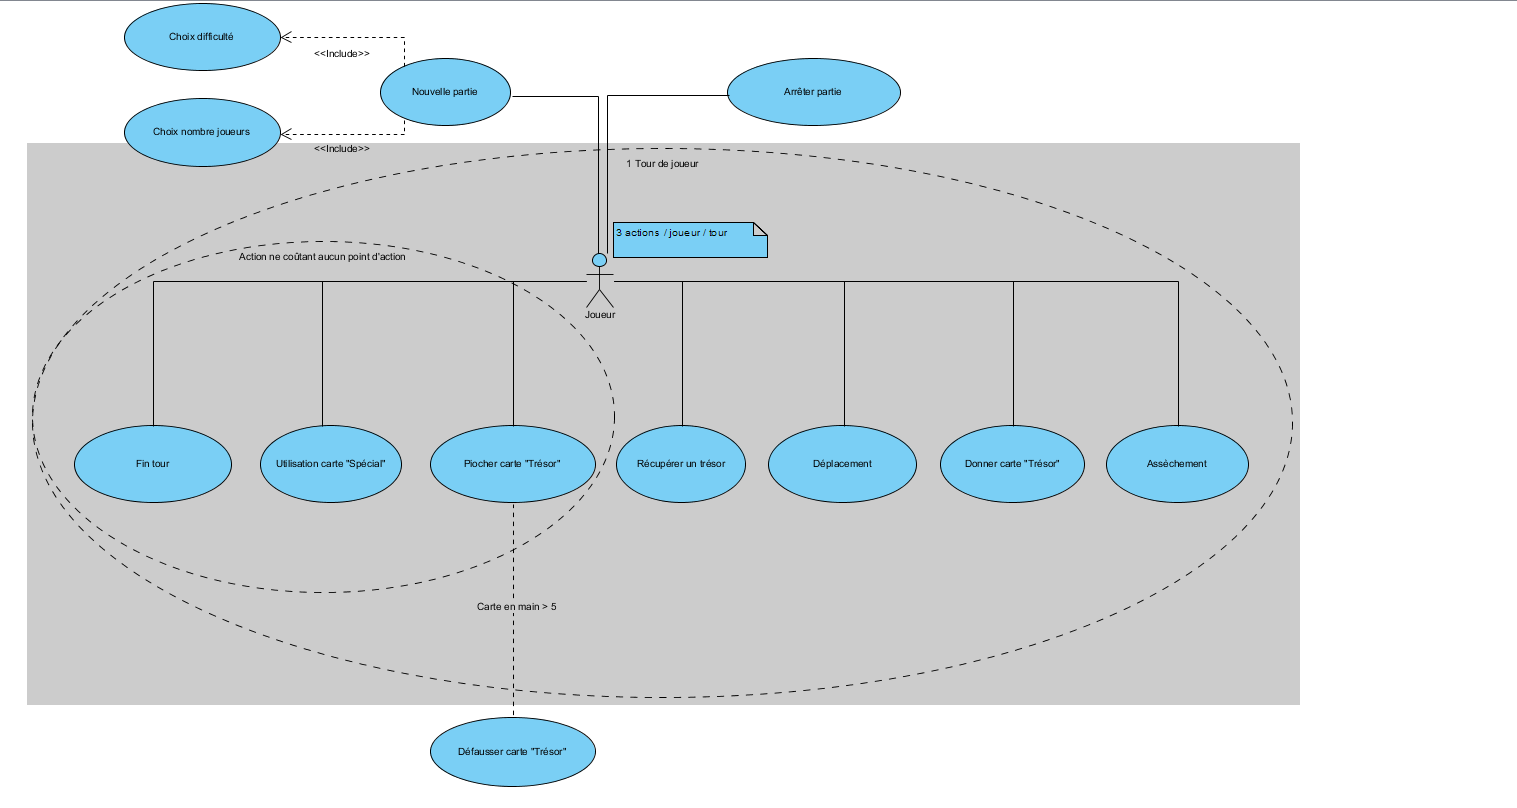 Choix difficulté
<<Include>>
Nouvelle partie
Arrêter partie
Choix nombre joueurs
<<Include>>
1 Tour de joueur
3 actions / joueur / tour
Action ne coûtant aucun point d'action
Joueur
Fin tour
Utilisation carte "Spécial"
Piocher carte "Trésor"
Récupérer un trésor
Déplacement
Donner carte "Trésor"
Assèchement
Carte en main > 5
Défausser carte "Trésor"